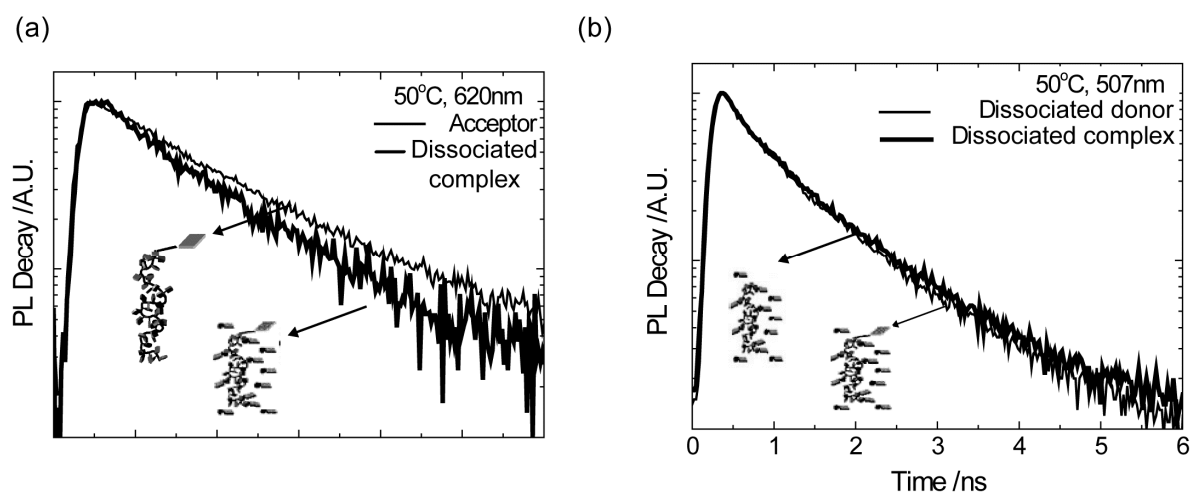 (a)
50°C, 620nm
Acceptor
Dissociated
complex
PL Decay /A.U.
(b)
50°C, 507nm
Dissociated donor
Dissociated complex
PL Decay /A.U.
0 1 2 3 4 5 6
Time /ns